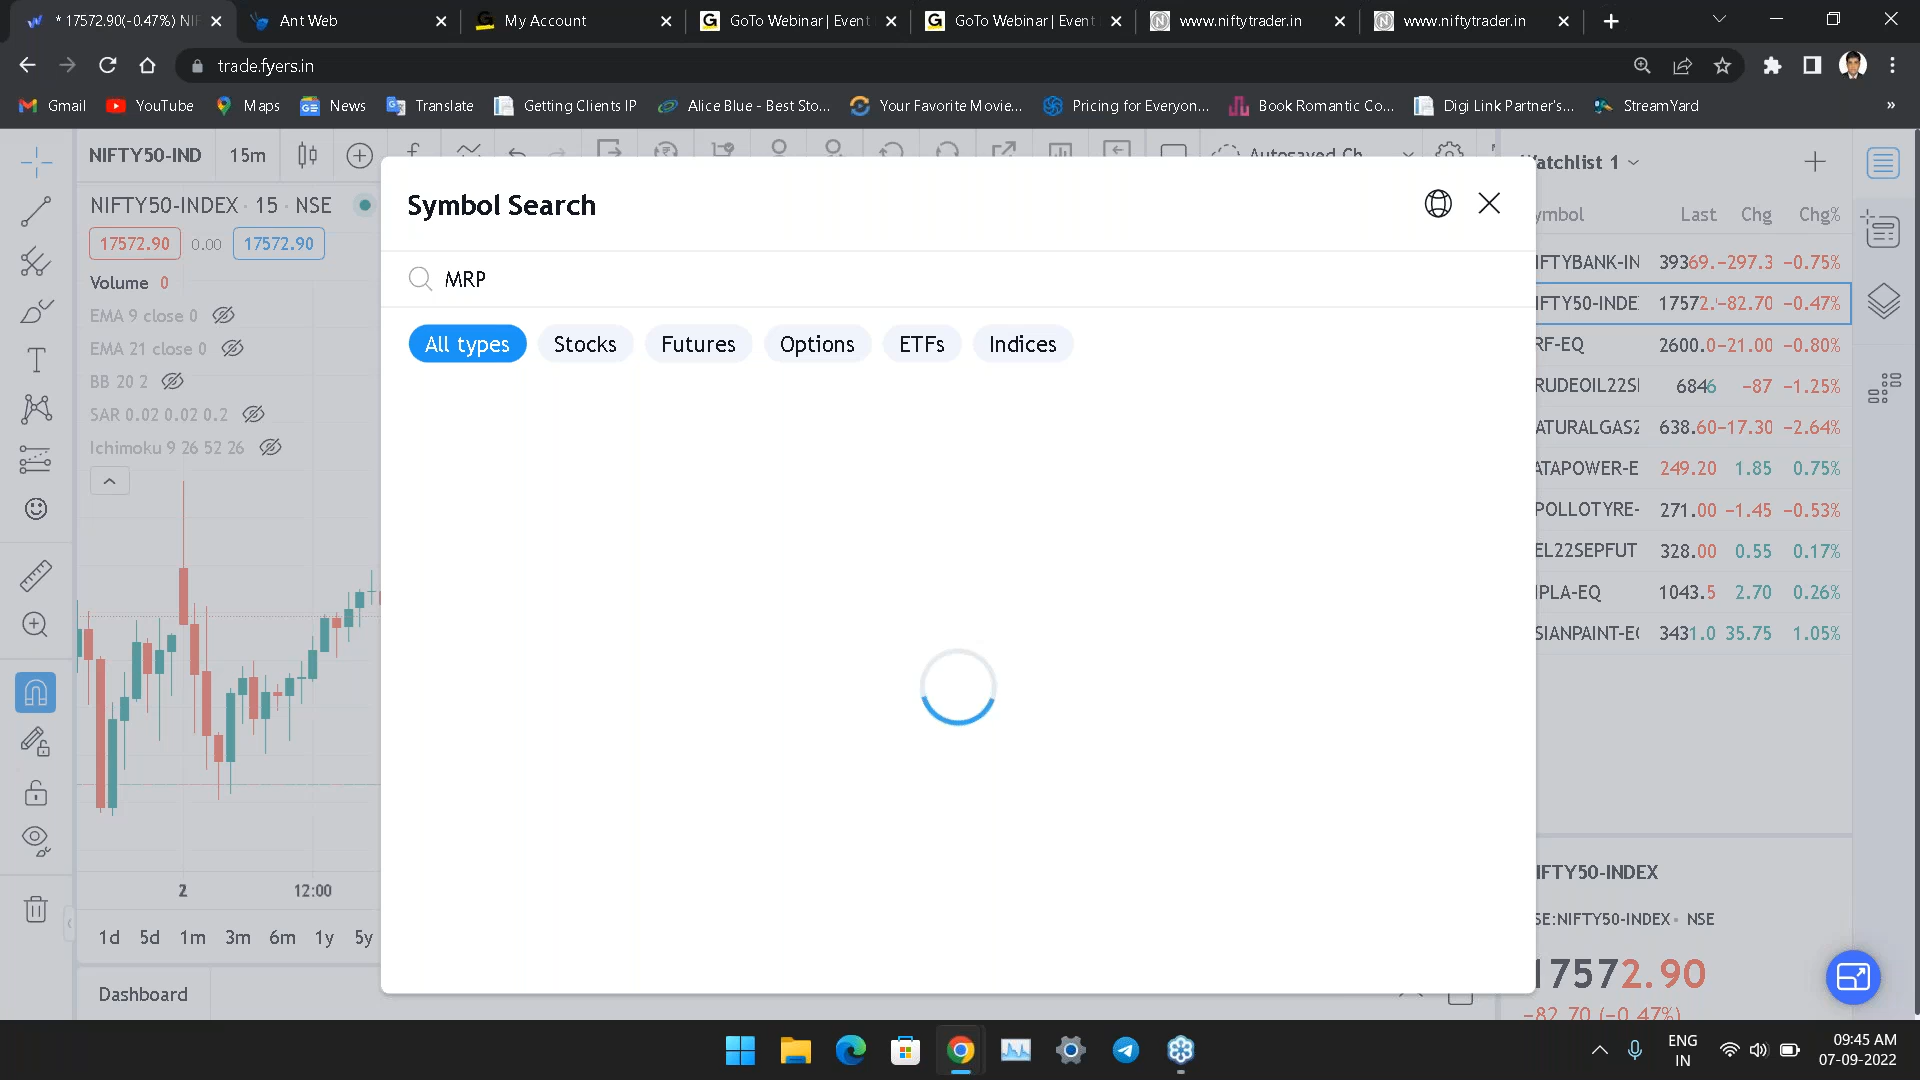 * 17572.90(-0.47%) NIF
Ant Web
My Account
GoTo Webinar | Event
GoTo Webinar | Event
www.niftytrader.in
www.niftytrader.in
trade.fyers.in
Gmail
YouTube
Maps
News
Translate
Getting Clients IP
Alice Blue - Best Sto...
Your Favorite Movie...
Pricing for Everyon...
Book Romantic Co...
Digi Link Partner's...
StreamYard
»
NIFTY50-IND
15m
Autosaved Ch
NIFTY50-INDEX · 15 · NSE
17572.90 0.00 17572.90
Volume 0
EMA 9 close 0
EMA 21 close 0
BB 20 2
SAR 0.02 0.02 0.2
Ichimoku 9 26 52 26
2 12:00
1d 5d 1m 3m 6m 1y 5y
Dashboard
Symbol Search
MRP
All types Stocks Futures Options ETFs Indices
atchlist 1
ymbol Last Chg Chg%
IFTYBANK-IN 39369. -297.3 -0.75%
IFTY50-INDE 17572. -82.70 -0.47%
RF-EQ 2600.0 -21.00 -0.80%
RUDEOIL22S 6846 -87 -1.25%
ATURALGAS2 638.60 -17.30 -2.64%
ATAPOWER-E 249.20 1.85 0.75%
POLLOTYRE- 271.00 -1.45 -0.53%
EL22SEPFUT 328.00 0.55 0.17%
IPLA-EQ 1043.5 2.70 0.26%
SIANPAINT-E 3431.0 35.75 1.05%
IFTY50-INDEX
SE:NIFTY50-INDEX • NSE
17572.90
-82.70 (-0.47%)
ENG
IN
09:45 AM
07-09-2022